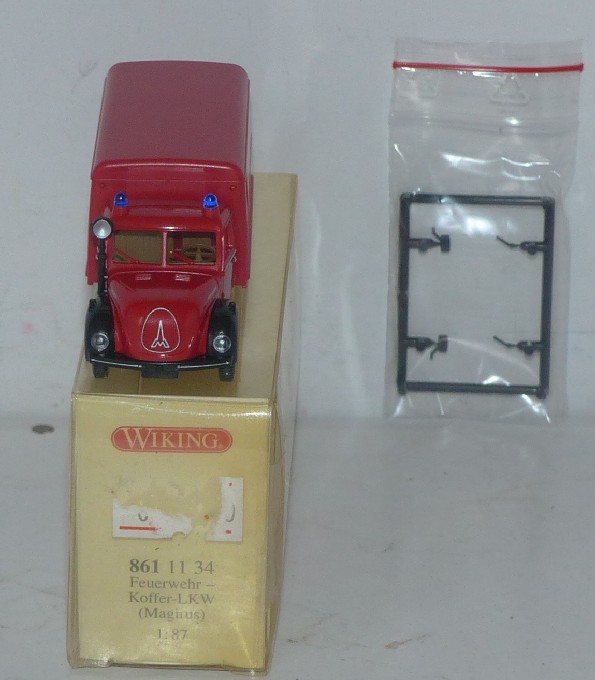 WIKING®
861 11 34
Feuerwehr –
Koffer-LKW
(Magirus)
1:87